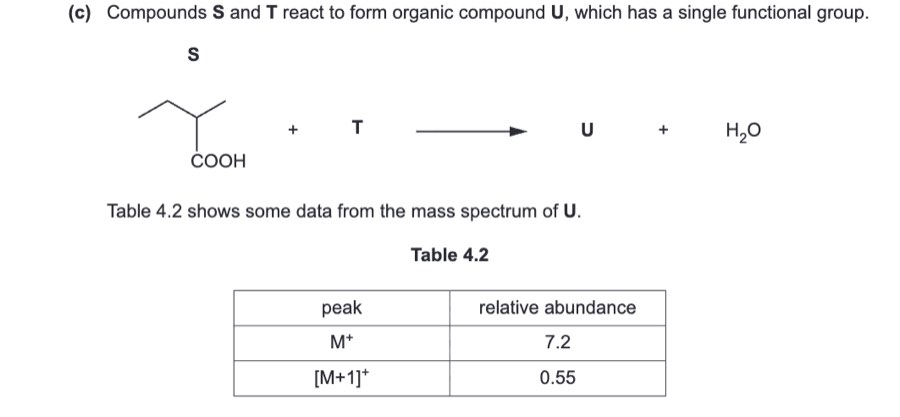 (c) Compounds S and T react to form organic compound U, which has a single functional group.
S
+ T U + H₂O
COOH
Table 4.2 shows some data from the mass spectrum of U.
Table 4.2
peak relative abundance
M⁺ 7.2
[M+1]⁺ 0.55